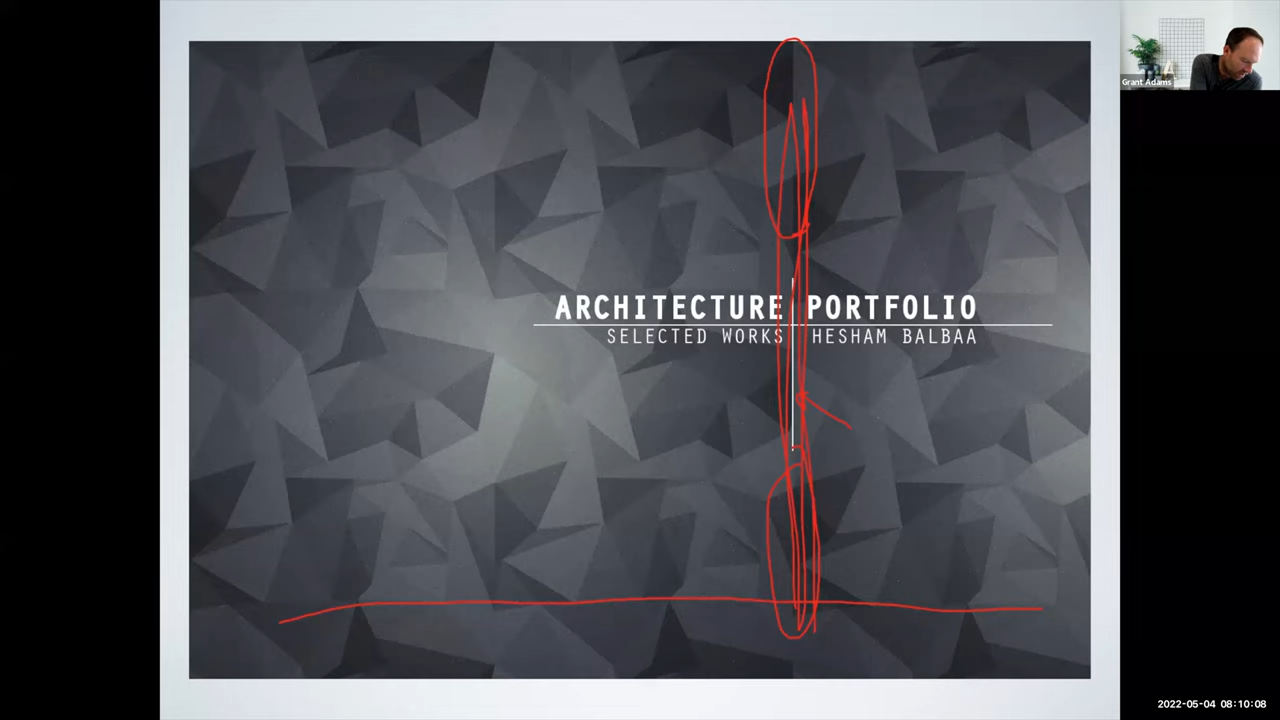 ARCHITECTURE PORTFOLIO
SELECTED WORKS HESHAM BALBAA
Grant Adams
2022-05-04 08:10:08